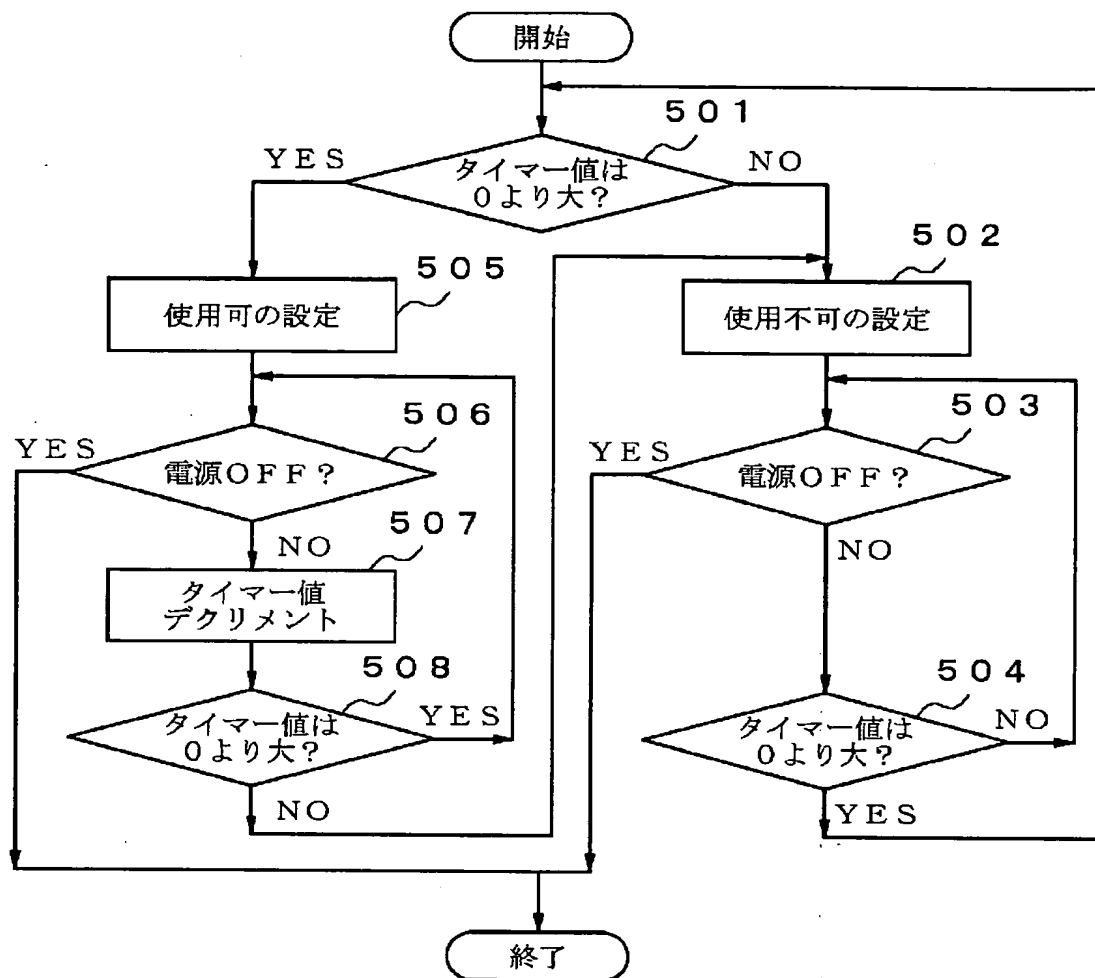 開始
５０１
YES
タイマー値は
０より大？
NO
５０５
使用可の設定
５０２
使用不可の設定
５０６
YES
電源OFF？
NO
５０３
YES
電源OFF？
NO
５０７
タイマー値
デクリメント
５０８
タイマー値は
０より大？
YES
NO
５０４
タイマー値は
０より大？
NO
YES
終了